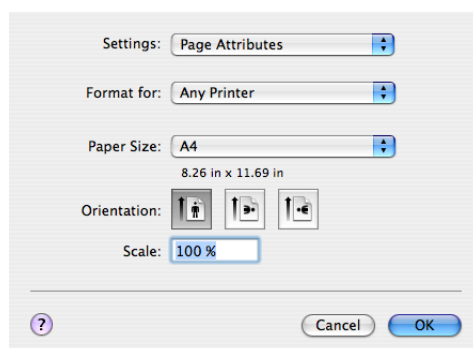 Settings: Page Attributes
Format for: Any Printer
Paper Size: A4
8.26 in x 11.69 in
Orientation:
Scale: 100 %
? Cancel OK